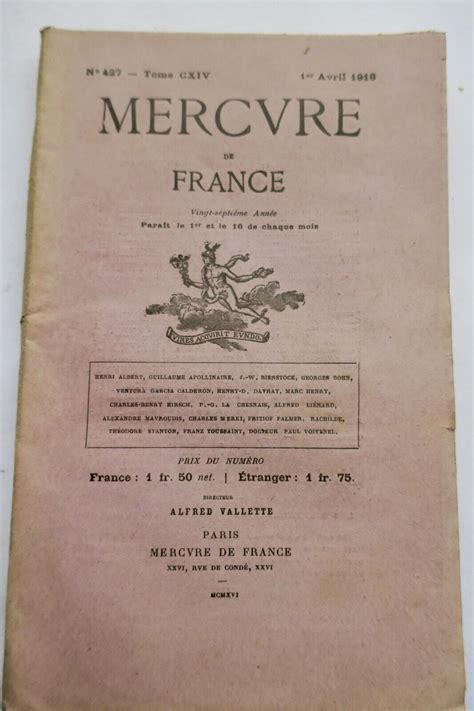 N° 427 — Tome CXIV 1er Avril 1916
MERCVRE
DE
FRANCE
Vingt-septième Année
Paraît le 1er et le 16 de chaque mois
VIRES ACQVIRIT EVNDO
HENRI ALBERT, GUILLAUME APOLLINAIRE, J.-W. BIENSTOCK, GEORGES BOHN,
VENTURA GARCIA CALDERON, HENRY-D. DAVRAY, MARC HENRY,
CHARLES-HENRY HIRSCH, P.-G. LA CHESNAIS, ALFRED LIÉNARD,
ALEXANDRE MAVROUDIS, CHARLES MERKI, FRITIOF PALMER, RACHILDE,
THÉODORE STANTON, FRANZ TOUSSAINT, DOCTEUR PAUL VOIVENEL.
PRIX DU NUMÉRO
France : 1 fr. 50 net. | Étranger : 1 fr. 75.
DIRECTEUR
ALFRED VALLETTE
PARIS
MERCVRE DE FRANCE
XXVI, RVE DE CONDÉ, XXVI
—
MCMXVI